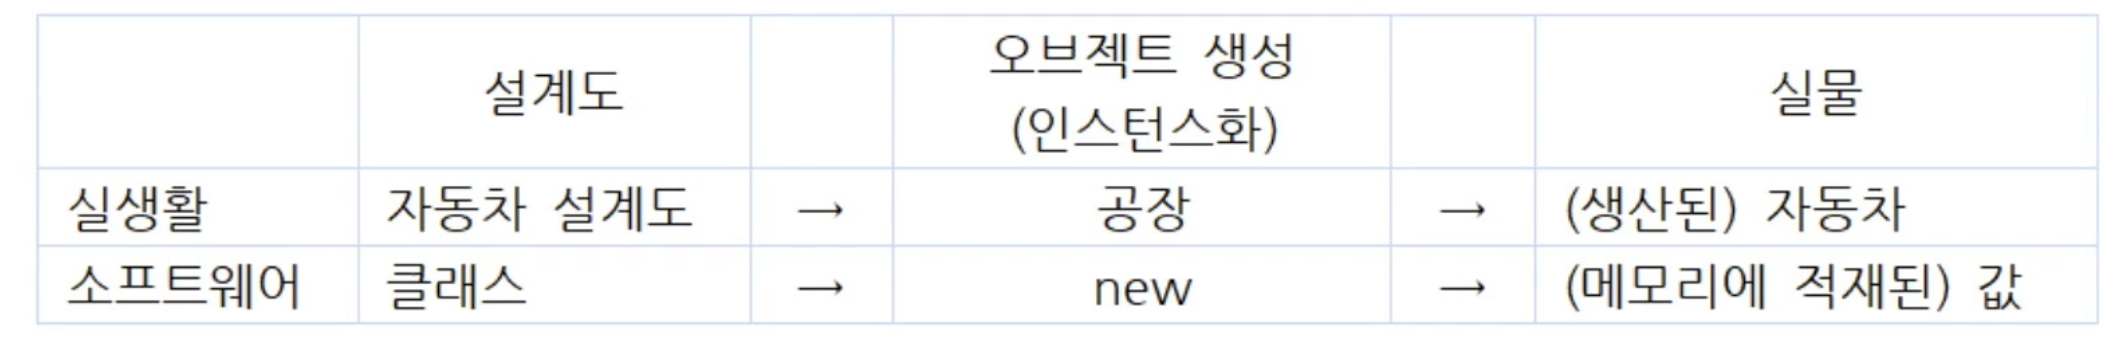 설계도
오브젝트 생성
(인스턴스화)
실물
실생활 자동차 설계도 → 공장 → (생산된) 자동차
소프트웨어 클래스 → new → (메모리에 적재된) 값